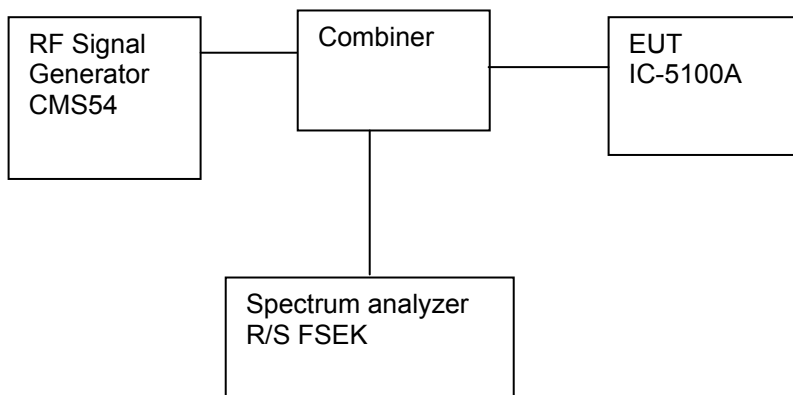 RF Signal
Generator
CMS54
Combiner
EUT
IC-5100A
Spectrum analyzer
R/S FSEK